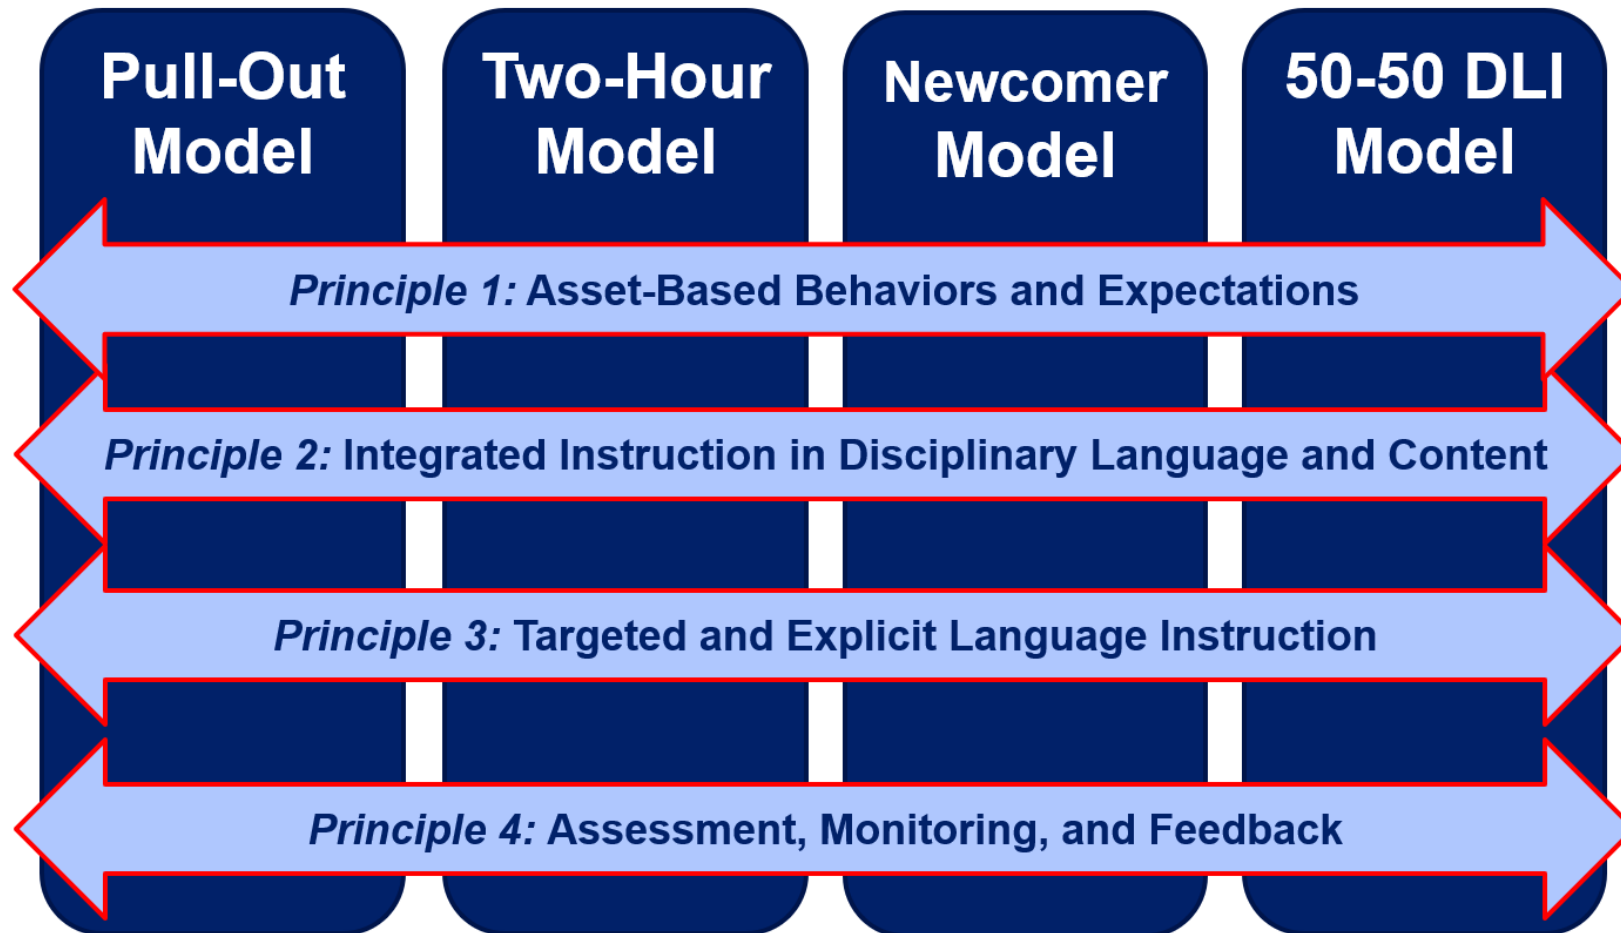 Pull-Out
Model
Two-Hour
Model
Newcomer
Model
50-50 DLI
Model
Principle 1: Asset-Based Behaviors and Expectations
Principle 2: Integrated Instruction in Disciplinary Language and Content
Principle 3: Targeted and Explicit Language Instruction
Principle 4: Assessment, Monitoring, and Feedback